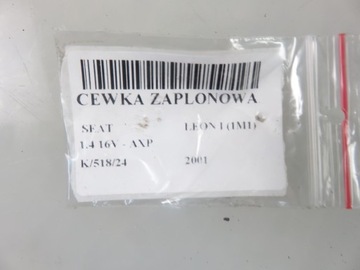 CEWKA ZAPLONOWA
SEAT LEON I (1M1)
1.4 16V - AXP
K/518/24 2001